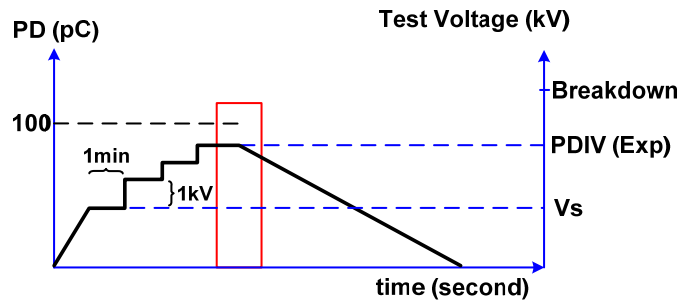 PD (pC)
Test Voltage (kV)
Breakdown
100
PDIV (Exp)
1min
1kV
Vs
time (second)